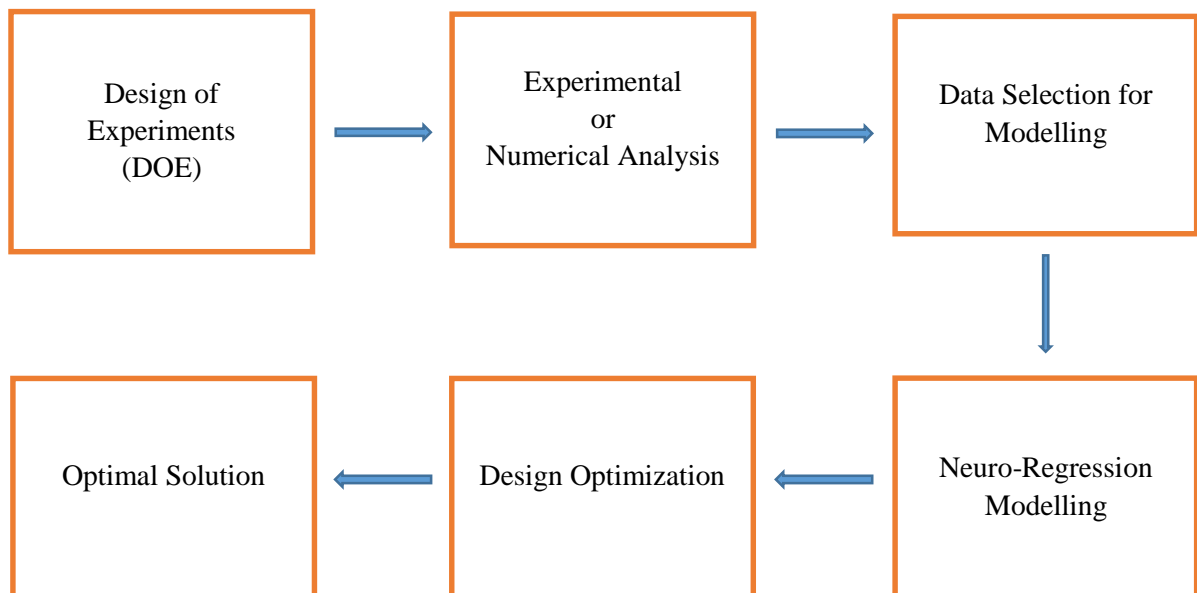 Design of
Experiments
(DOE)
Experimental
or
Numerical Analysis
Data Selection for
Modelling
Neuro-Regression
Modelling
Design Optimization
Optimal Solution